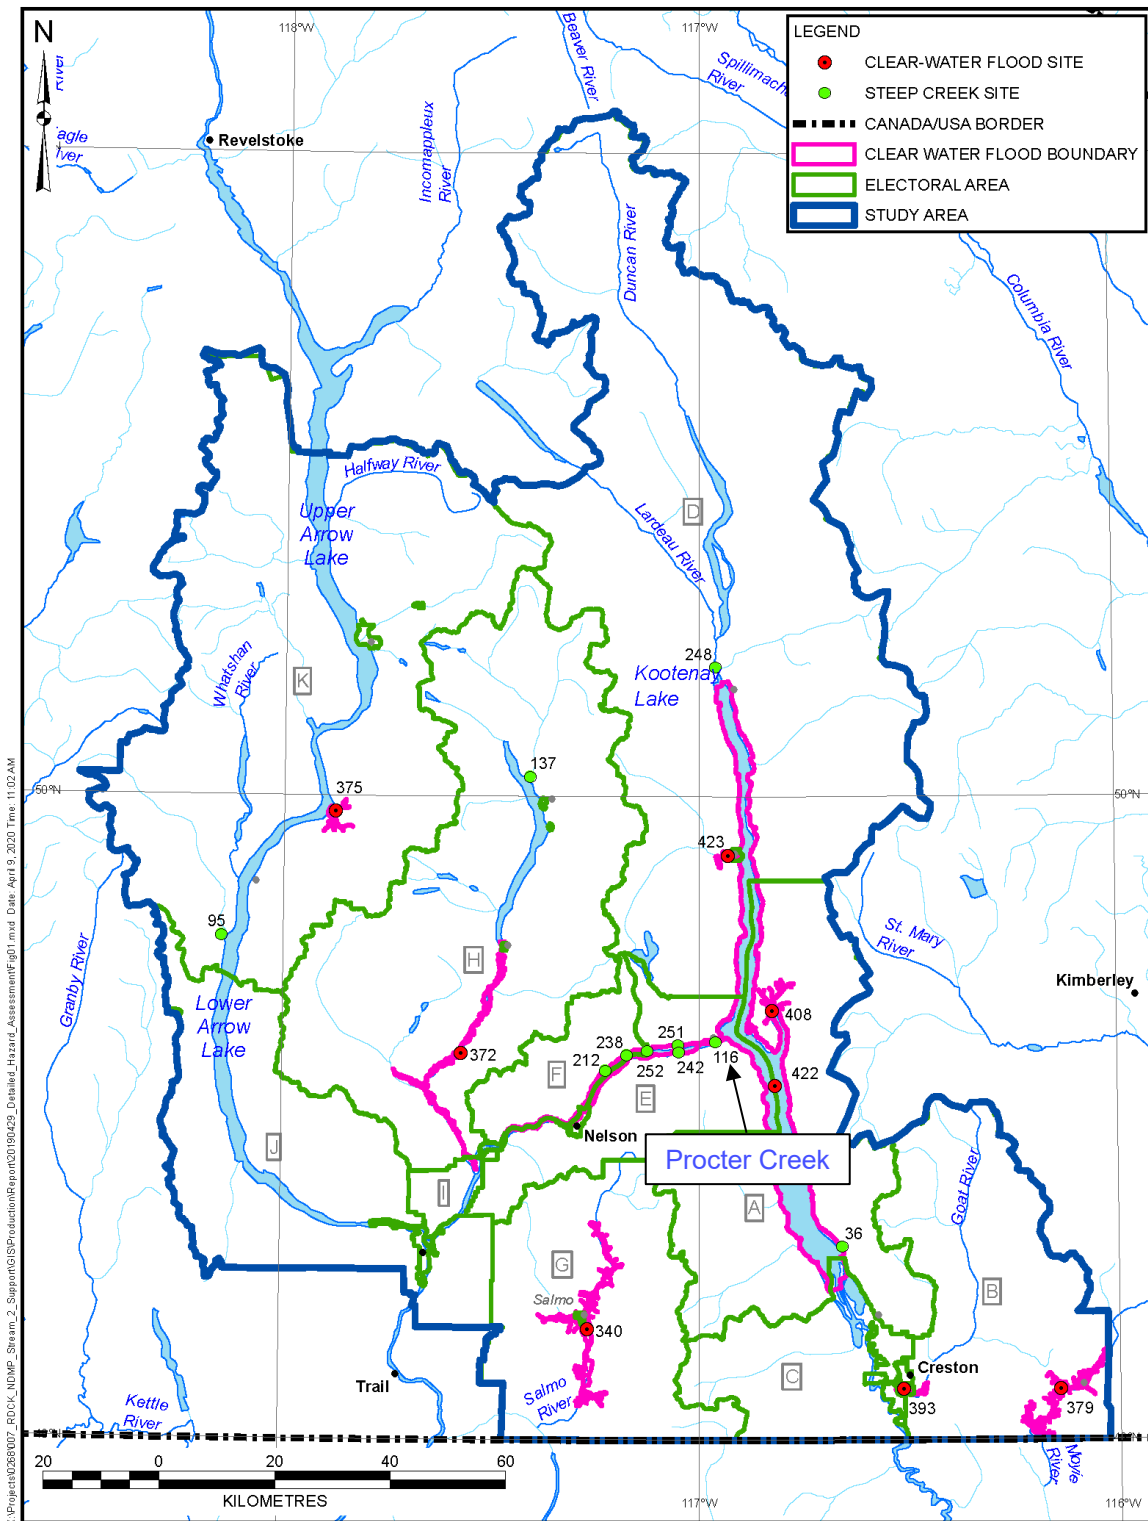 N
118°W
117°W
River
Eagle
River
Revelstoke
Beaver River
Incomappleux
River
Spillimach
River
LEGEND
CLEAR-WATER FLOOD SITE
STEEP CREEK SITE
CANADA/USA BORDER
CLEAR WATER FLOOD BOUNDARY
ELECTORAL AREA
STUDY AREA
Duncan River
Columbia River
Halfway River
Upper
Arrow
Lake
D
Lardeau River
Whatshan
River
K
248
Kootenay
Lake
137
375
50°N
50°N
423
95
Granby River
H
St. Mary
River
Kimberley
Lower
Arrow
Lake
408
372
238
251
212
252
242
116
422
F
E
Nelson
Procter Creek
J
I
A
Goat River
36
G
B
Salmo
340
C
Creston
Trail
Salmo
River
393
379
Kettle
River
Moyie
River
20
0
20
40
60
KILOMETRES
117°W
116°W